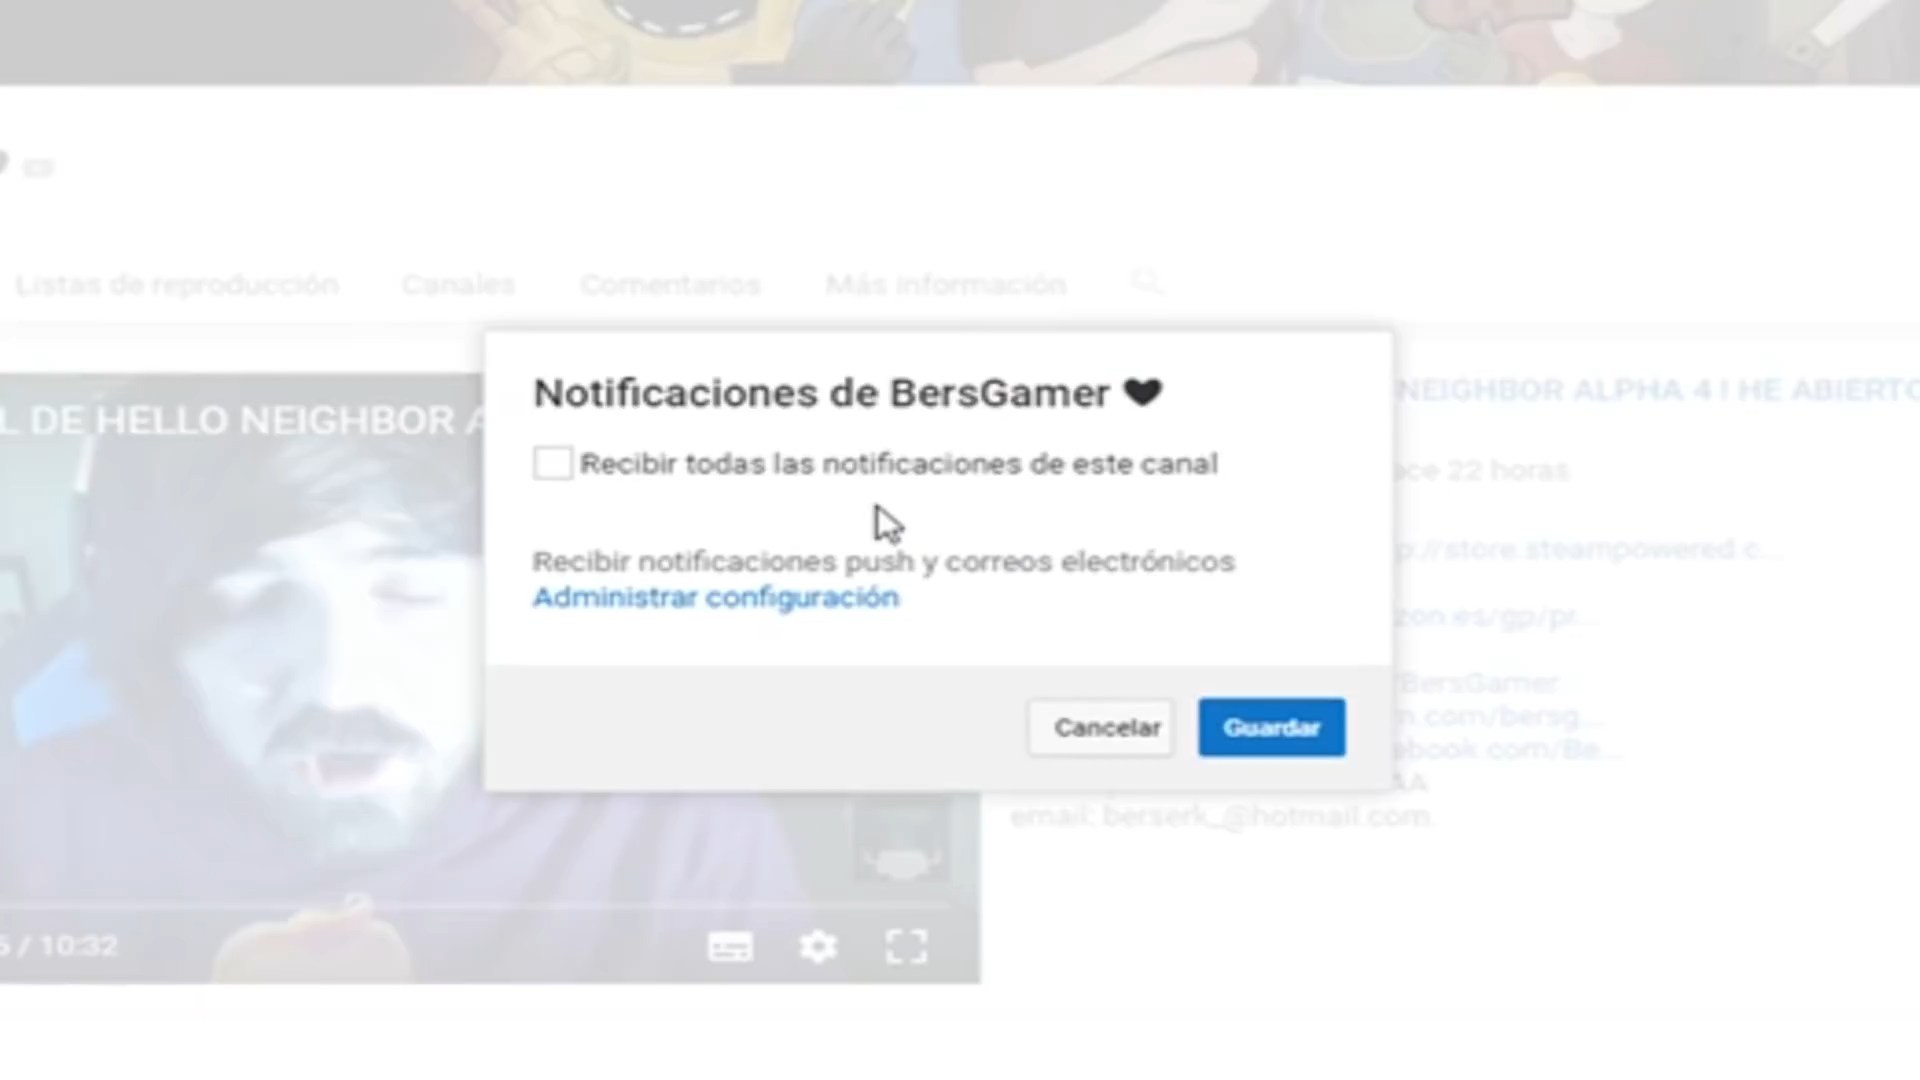 Listas de reproducción Canales Comentarios Más información
L DE HELLO NEIGHBOR A
Notificaciones de BersGamer ♥
Recibir todas las notificaciones de este canal
Recibir notificaciones push y correos electrónicos
Administrar configuración
Cancelar Guardar
NEIGHBOR ALPHA 4 ! HE ABIERTO
ace 22 horas
p://store.steampowered.c...
zon.es/gp/pr...
BersGamer...
m.com/bersg...
ebook.com/Be...
AA
email: berserk_@hotmail.com
/ 10:32